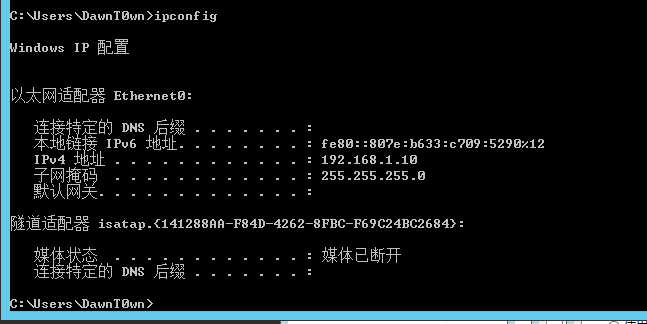 C:\Users\DawnT0wn>ipconfig
Windows IP 配置
以太网适配器 Ethernet0:
连接特定的 DNS 后缀 . . . . . . . :
本地链接 IPv6 地址. . . . . . . . : fe80::807e:b633:c709:5290%12
IPv4 地址 . . . . . . . . . . . . : 192.168.1.10
子网掩码 . . . . . . . . . . . . : 255.255.255.0
默认网关. . . . . . . . . . . . . :
隧道适配器 isatap.{141288AA-F84D-4262-8FBC-F69C24BC2684}:
媒体状态 . . . . . . . . . . . . : 媒体已断开
连接特定的 DNS 后缀 . . . . . . . :
C:\Users\DawnT0wn>